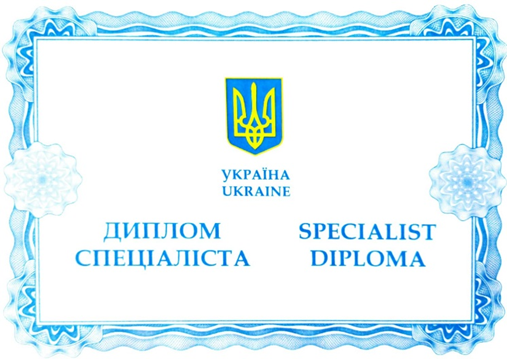 УКРАЇНА
UKRAINE
ДИПЛОМ
СПЕЦІАЛІСТА
SPECIALIST
DIPLOMA